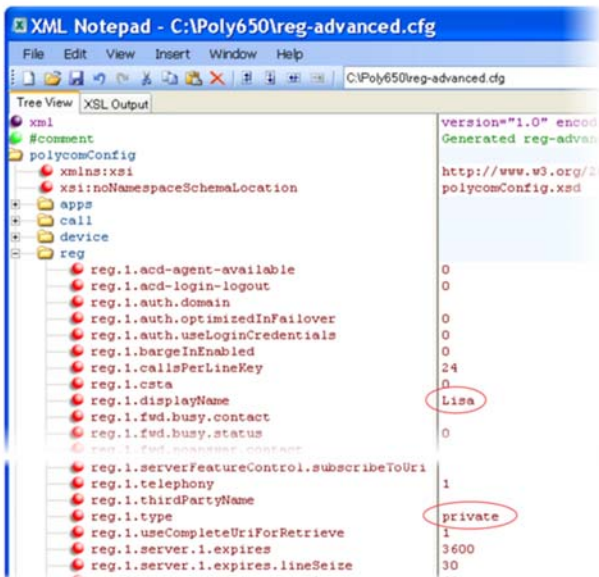 XML Notepad - C:\Poly650\reg-advanced.cfg
File Edit View Insert Window Help
C:\Poly650\reg-advanced.cfg
Tree View XSL Output
xml version="1.0" encod
#comment Generated reg-advan
polycomConfig
xmlns:xsi http://www.w3.org/2
xsi:noNamespaceSchemaLocation polycomConfig.xsd
apps
call
device
reg
reg.1.acd-agent-available 0
reg.1.acd-login-logout 0
reg.1.auth.domain
reg.1.auth.optimizedInFailover 0
reg.1.auth.useLoginCredentials 0
reg.1.bargeInEnabled 0
reg.1.callsPerLineKey 24
reg.1.csta 0
reg.1.displayName Lisa
reg.1.fwd.busy.contact
reg.1.fwd.busy.status 0
reg.1.fwd.noanswer.contact
reg.1.serverFeatureControl.subscribeToUri
reg.1.telephony 1
reg.1.thirdPartyName
reg.1.type private
reg.1.useCompleteUriForRetrieve 1
reg.1.server.1.expires 3600
reg.1.server.1.expires.lineSeize 30